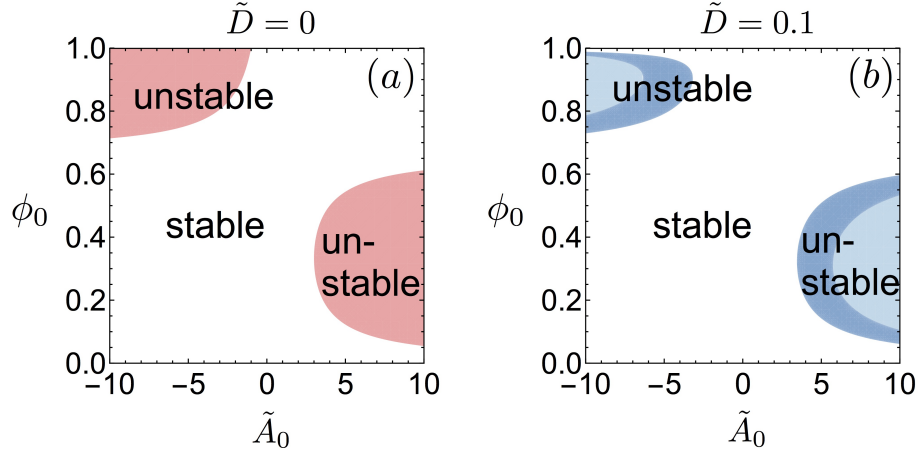 D̃ = 0
(a)
1.0
0.8
0.6
0.4
0.2
0.0
ϕ₀
unstable
stable
un-
stable
−10 −5 0 5 10
Ã₀
D̃ = 0.1
(b)
1.0
0.8
0.6
0.4
0.2
0.0
ϕ₀
unstable
stable
un-
stable
−10 −5 0 5 10
Ã₀